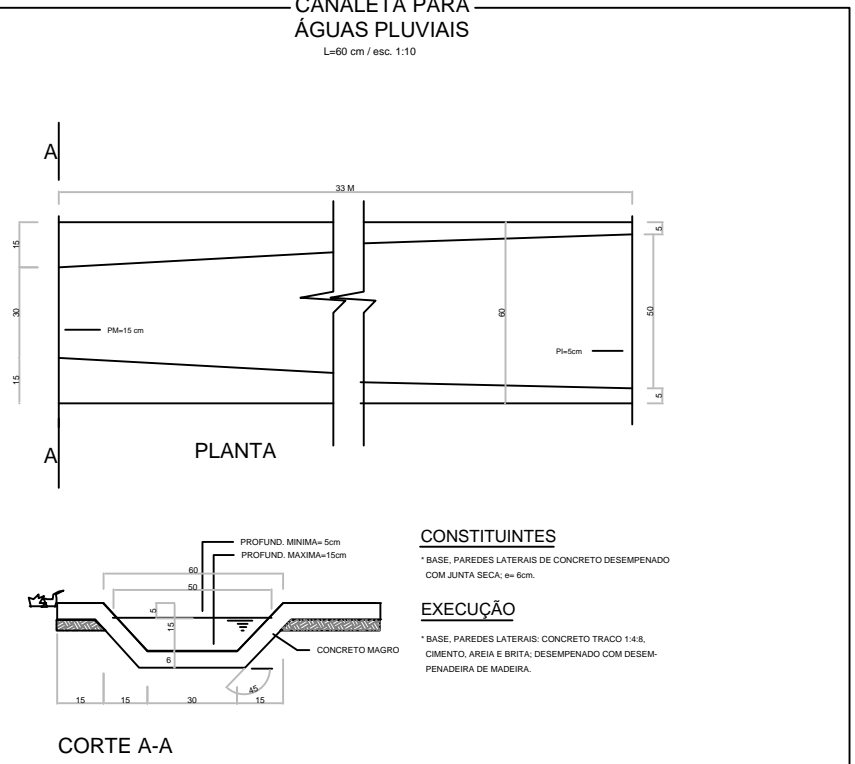 CANALETA PARA
ÁGUAS PLUVIAIS
L=60 cm / esc. 1:10
A
33 M
15
30
15
PM=15 cm
60
PI=5cm
5
50
5
A
PLANTA
PROFUND. MINIMA= 5cm
PROFUND. MAXIMA=15cm
60
50
5
15
6
CONCRETO MAGRO
45
15
15
30
15
CORTE A-A
CONSTITUINTES
* BASE, PAREDES LATERAIS DE CONCRETO DESEMPENADO
COM JUNTA SECA; e= 6cm.
EXECUÇÃO
* BASE, PAREDES LATERAIS: CONCRETO TRACO 1:4:8,
CIMENTO, AREIA E BRITA; DESEMPENADO COM DESEM-
PENADEIRA DE MADEIRA.